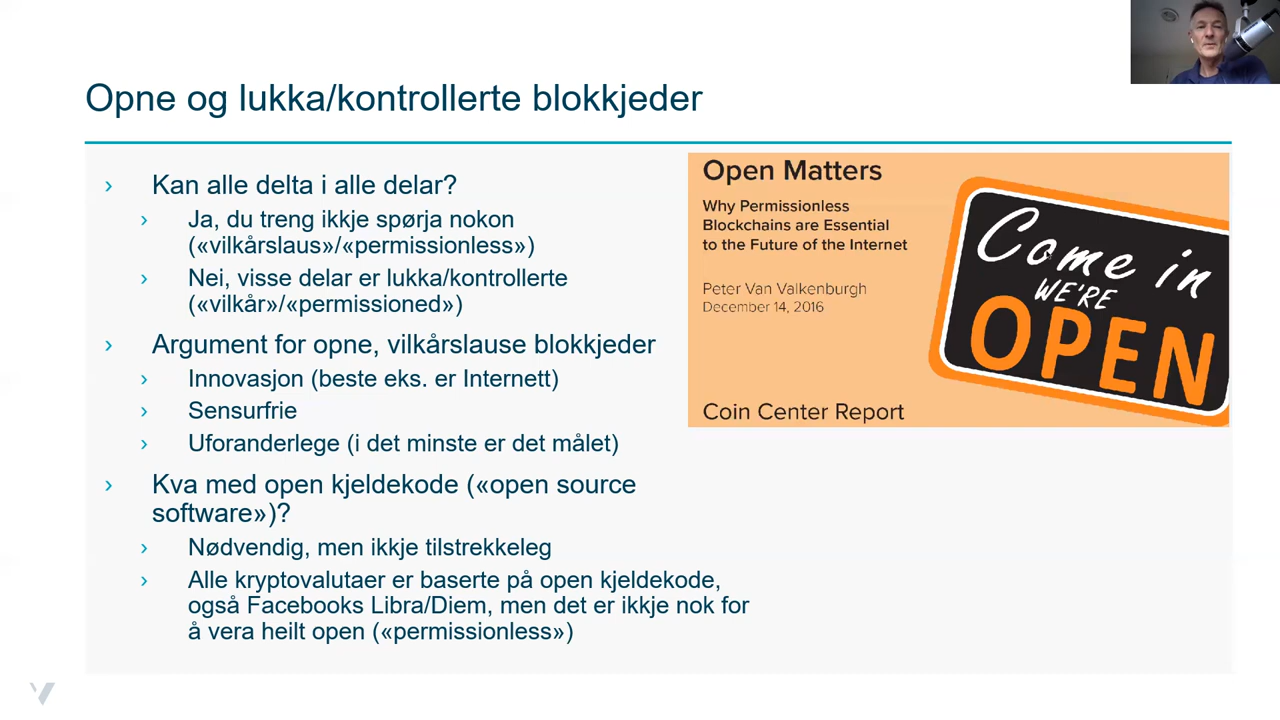 Opne og lukka/kontrollerte blokkjeder
› Kan alle delta i alle delar?
› Ja, du treng ikkje spørja nokon
(«vilkårslaus»/«permissionless»)
› Nei, visse delar er lukka/kontrollerte
(«vilkår»/«permissioned»)
› Argument for opne, vilkårslause blokkjeder
› Innovasjon (beste eks. er Internett)
› Sensurfrie
› Uforanderlege (i det minste er det målet)
› Kva med open kjeldekode («open source
software»)?
› Nødvendig, men ikkje tilstrekkeleg
› Alle kryptovalutaer er baserte på open kjeldekode,
også Facebooks Libra/Diem, men det er ikkje nok for
å vera heilt open («permissionless»)
Open Matters
Why Permissionless
Blockchains are Essential
to the Future of the Internet
Peter Van Valkenburgh
December 14, 2016
Coin Center Report
Come in
WE'RE
OPEN